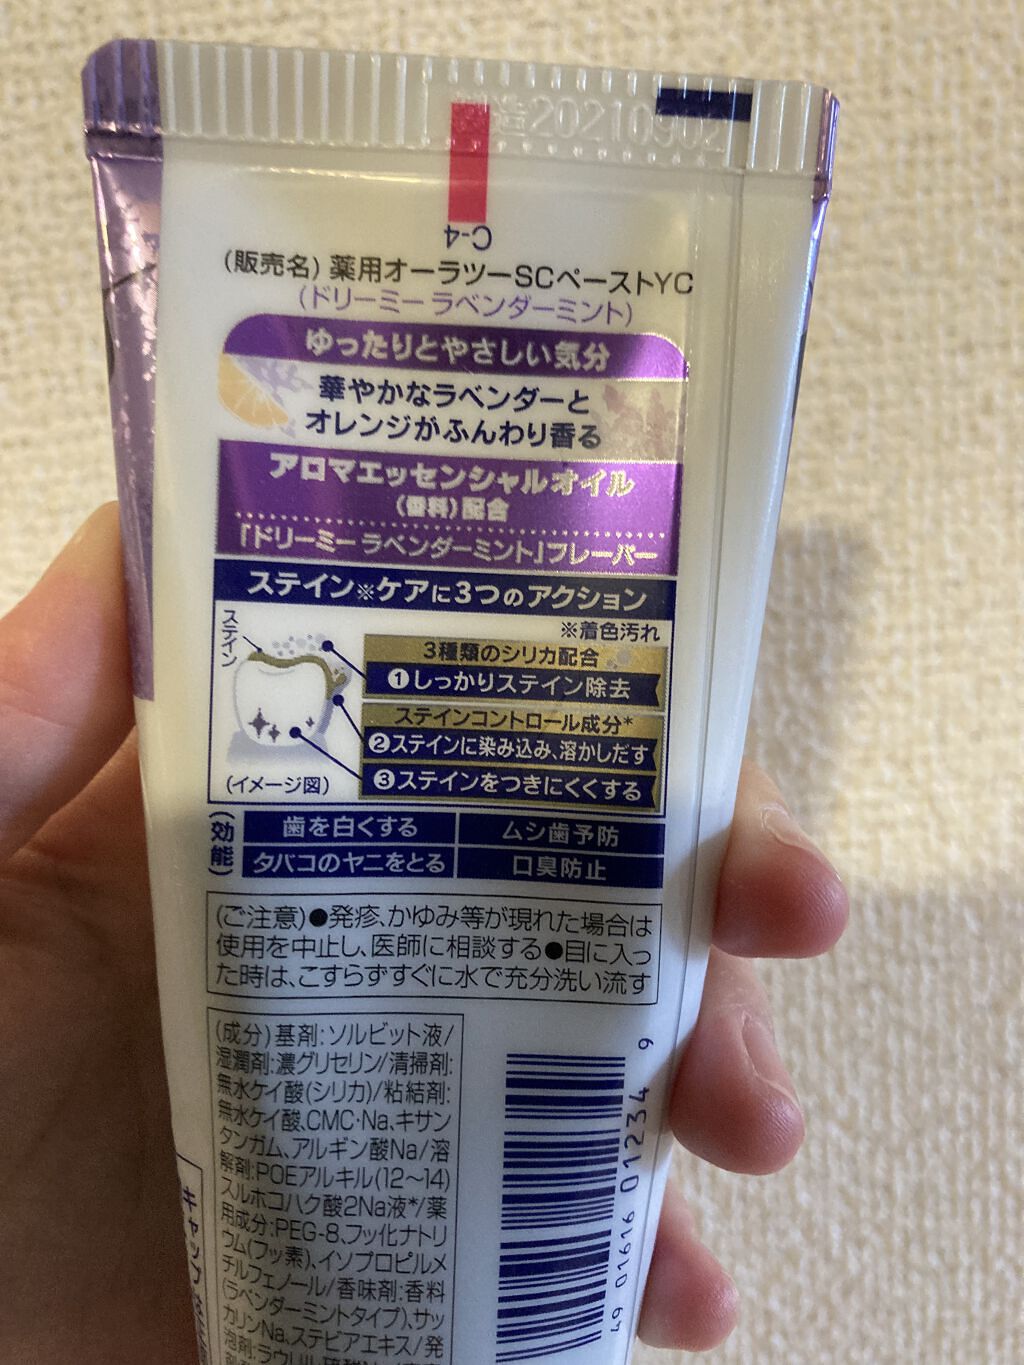 造20210902
C-4
(販売名) 薬用オーラツーSCペーストYC
(ドリーミーラベンダーミント)
ゆったりとやさしい気分
華やかなラベンダーと
オレンジがふんわり香る
アロマエッセンシャルオイル
(香料)配合
「ドリーミーラベンダーミント」フレーバー
ステイン※ケアに3つのアクション
※着色汚れ
ステイン
3種類のシリカ配合
❶しっかりステイン除去
ステインコントロール成分*
❷ステインに染み込み、溶かしだす
❸ステインをつきにくくする
(イメージ図)
(効能)
歯を白くする
ムシ歯予防
タバコのヤニをとる
口臭防止
(ご注意)●発疹、かゆみ等が現れた場合は
使用を中止し、医師に相談する●目に入っ
た時は、こすらずすぐに水で充分洗い流す
(成分)基剤:ソルビット液/
湿潤剤:濃グリセリン/清掃剤:
無水ケイ酸(シリカ)/粘結剤:
無水ケイ酸、CMC・Na、キサン
タンガム、アルギン酸Na/溶
解剤:POEアルキル(12〜14)
スルホコハク酸2Na液*/薬
用成分:PEG-8、フッ化ナトリ
ウム(フッ素)、イソプロピルメ
チルフェノール/香味剤:香料
(ラベンダーミントタイプ)、サッ
カリンNa、ステビアエキス/発
泡剤:ラウリル硫酸Na
49 01616 01234 9
キャップ